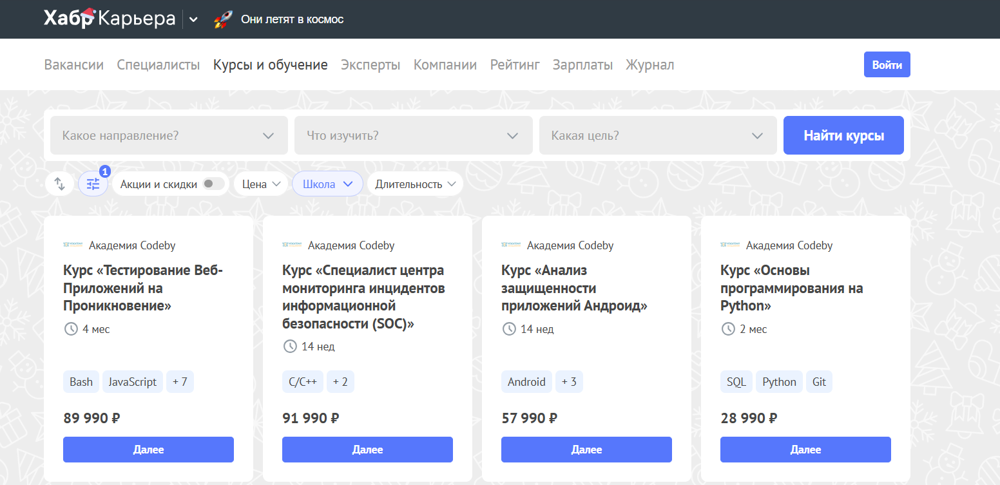 Хабр Карьера
Они летят в космос
Вакансии Специалисты Курсы и обучение Эксперты Компании Рейтинг Зарплаты Журнал Войти
Какое направление? Что изучить? Какая цель? Найти курсы
1
Акции и скидки Цена Школа Длительность
Академия Codeby
Курс «Тестирование Веб-
Приложений на
Проникновение»
4 мес
Bash JavaScript + 7
89 990 ₽
Далее
Академия Codeby
Курс «Специалист центра
мониторинга инцидентов
информационной
безопасности (SOC)»
14 нед
C/C++ + 2
91 990 ₽
Далее
Академия Codeby
Курс «Анализ
защищенности
приложений Андроид»
14 нед
Android + 3
57 990 ₽
Далее
Академия Codeby
Курс «Основы
программирования на
Python»
2 мес
SQL Python Git
28 990 ₽
Далее